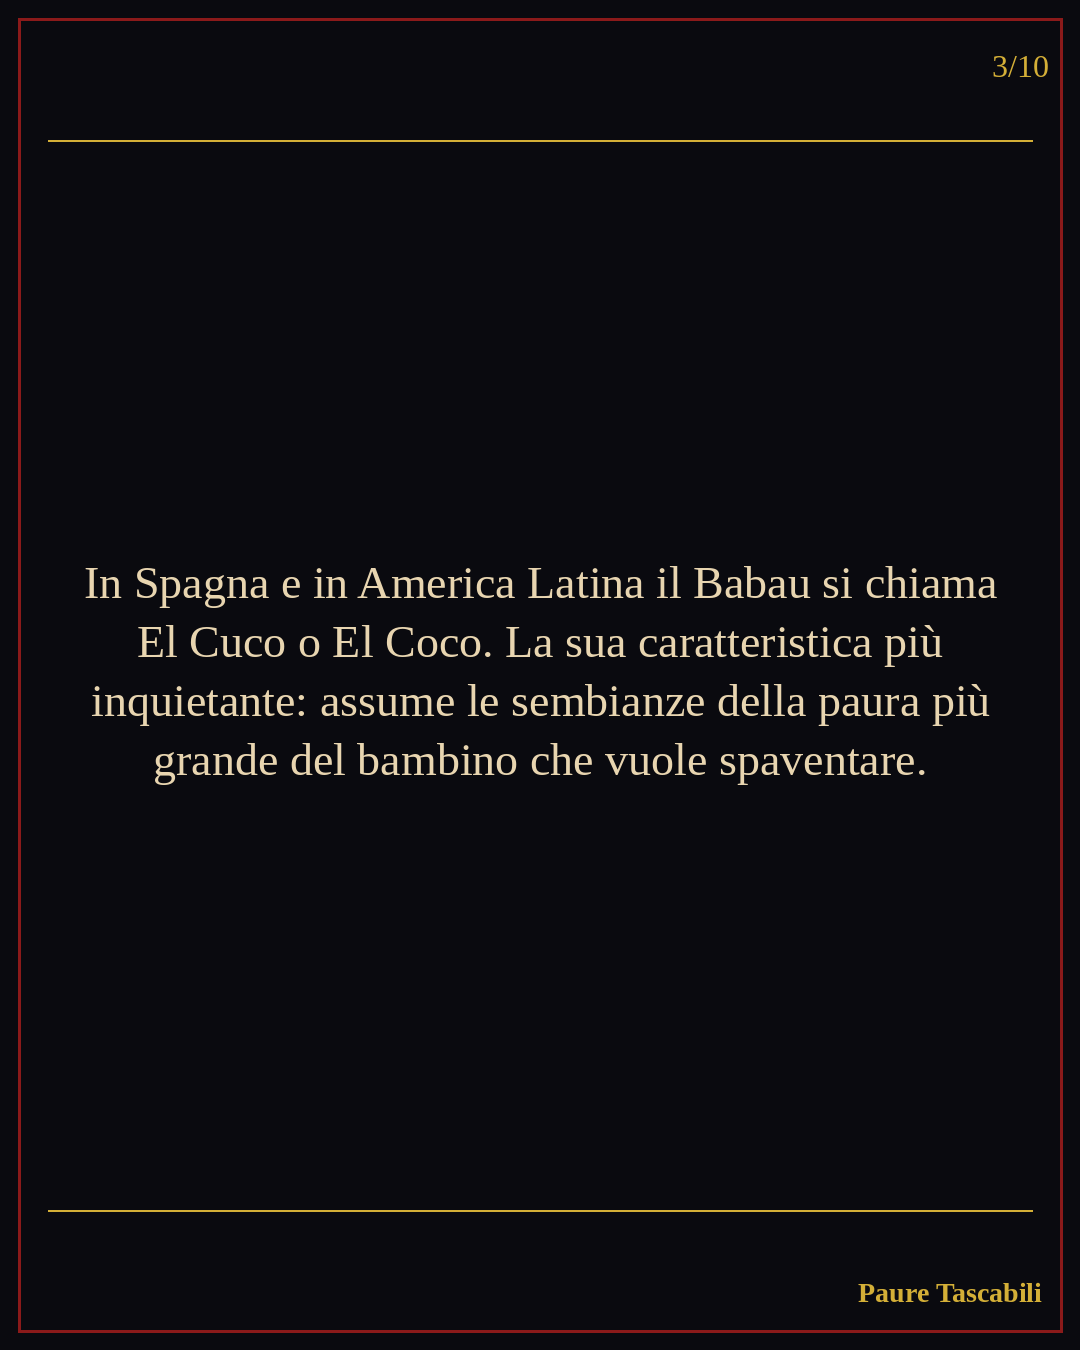 3/10
In Spagna e in America Latina il Babau si chiama
El Cuco o El Coco. La sua caratteristica più
inquietante: assume le sembianze della paura più
grande del bambino che vuole spaventare.
Paure Tascabili